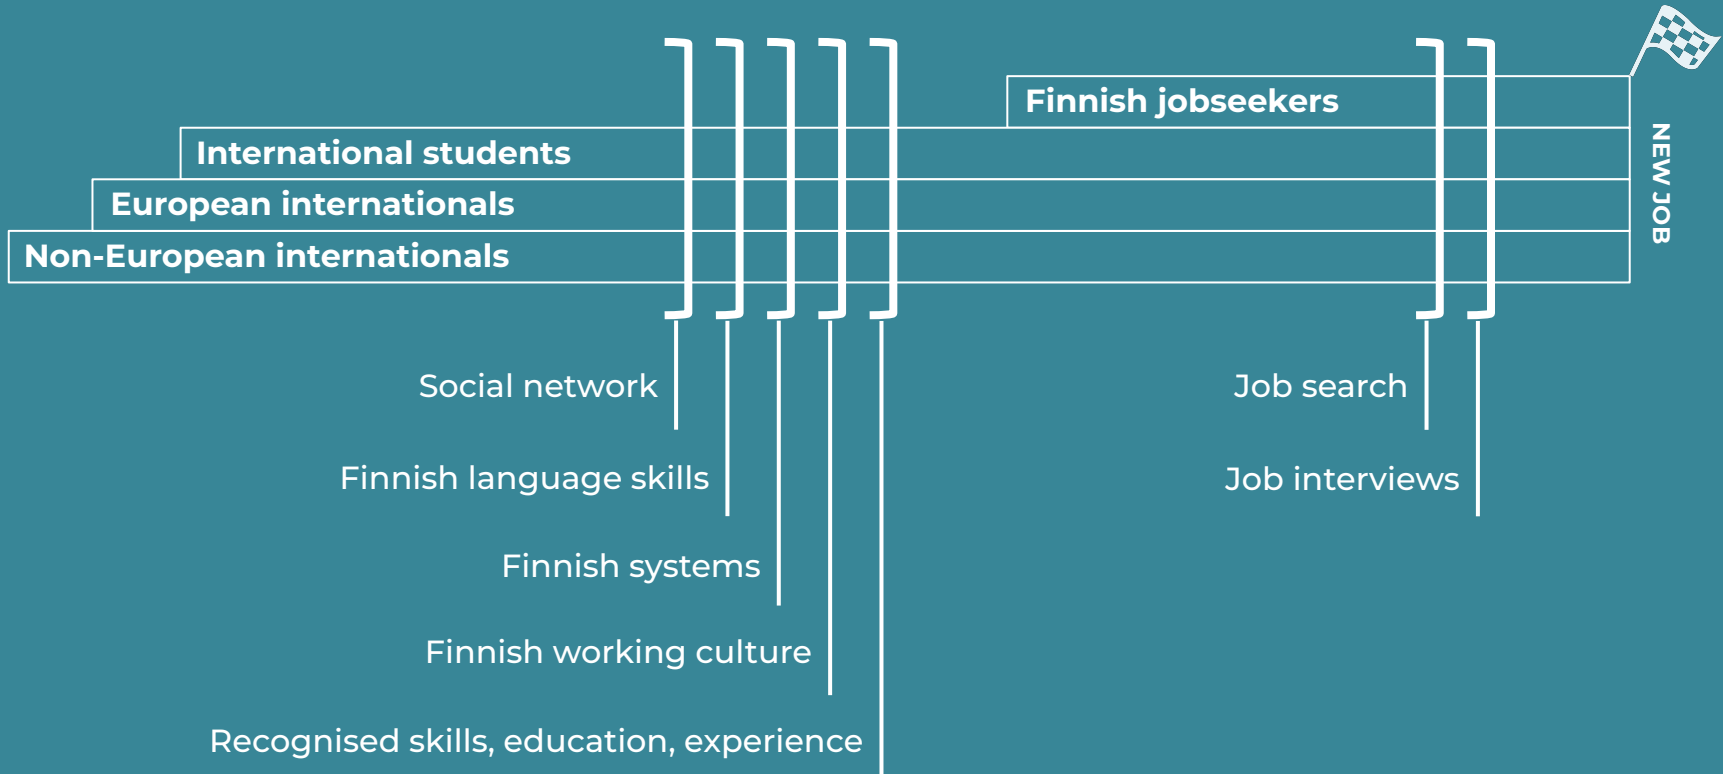 Finnish jobseekers
International students
European internationals
Non-European internationals
NEW JOB
Social network
Job search
Finnish language skills
Job interviews
Finnish systems
Finnish working culture
Recognised skills, education, experience